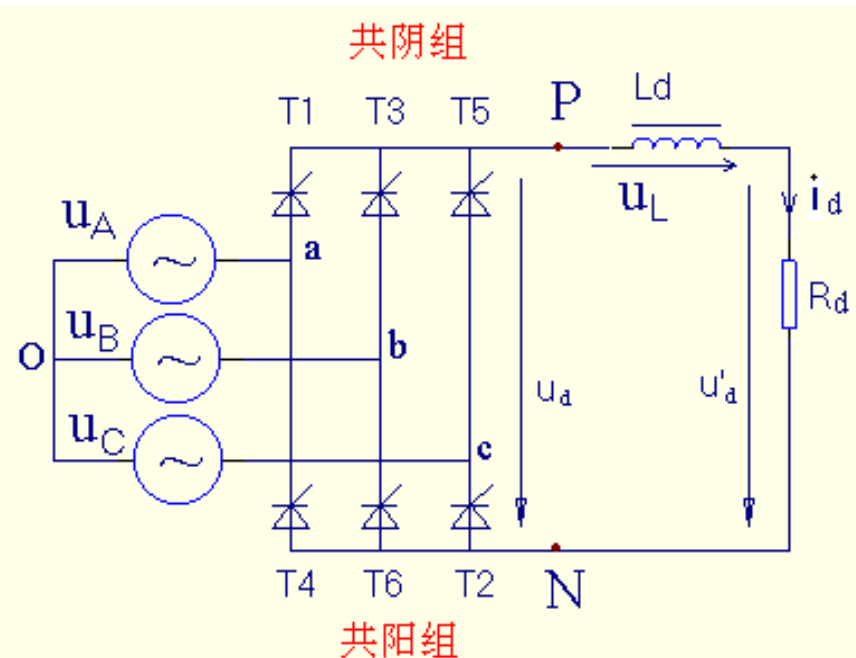 共阴组
T1 T3 T5 P Ld
uL id
uA a
Rd
uB b
O
ud u'd
uC c
T4 T6 T2 N
共阳组